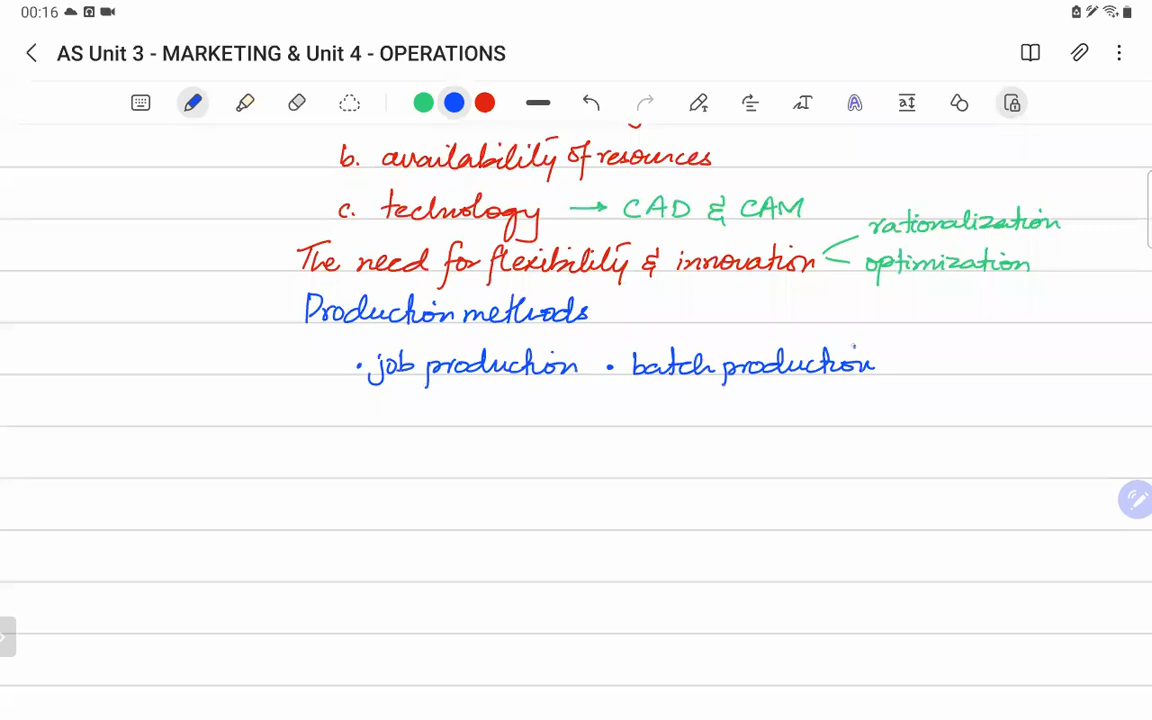 00:16
AS Unit 3 - MARKETING & Unit 4 - OPERATIONS
b. availability of resources
c. technology → CAD & CAM
rationalization
The need for flexibility & innovation
optimization
Production methods
· job production · batch production